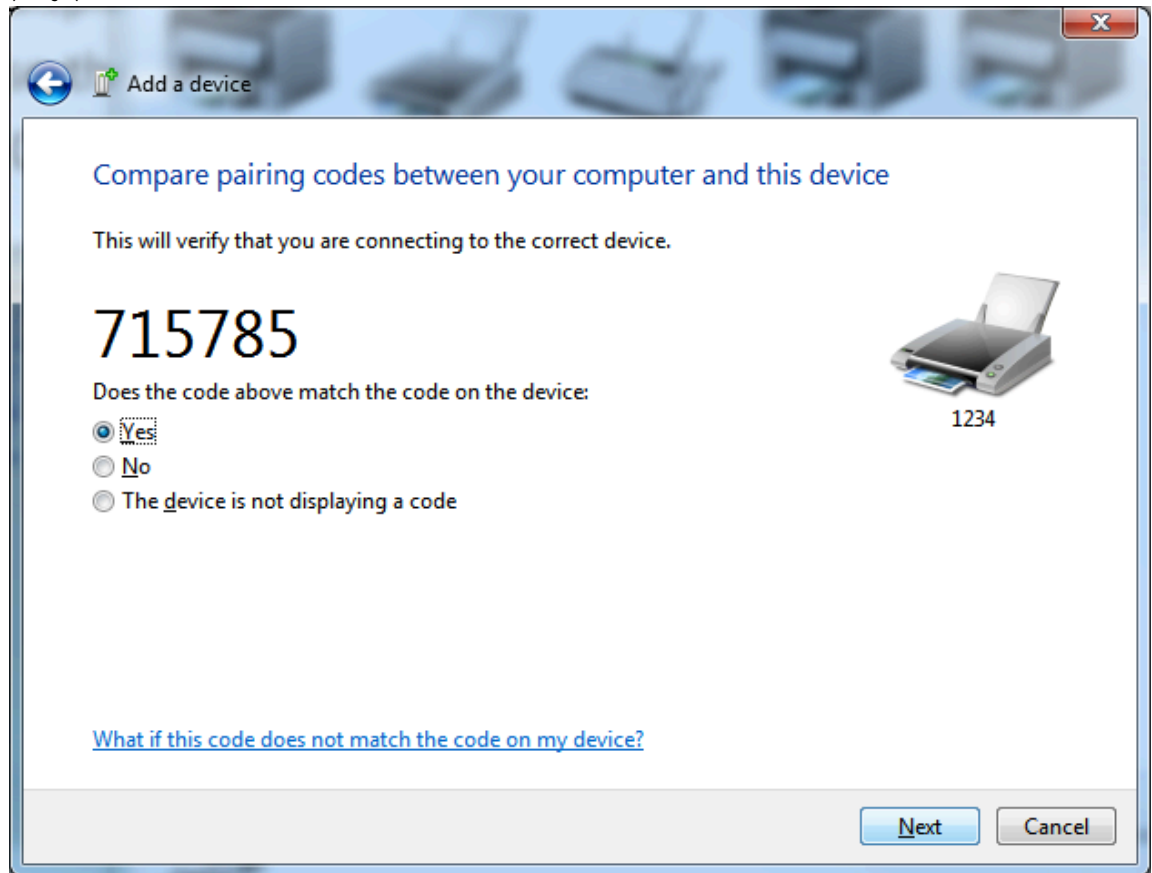 Add a device
Compare pairing codes between your computer and this device
This will verify that you are connecting to the correct device.
715785
Does the code above match the code on the device:
Yes
No
The device is not displaying a code
1234
What if this code does not match the code on my device?
Next
Cancel